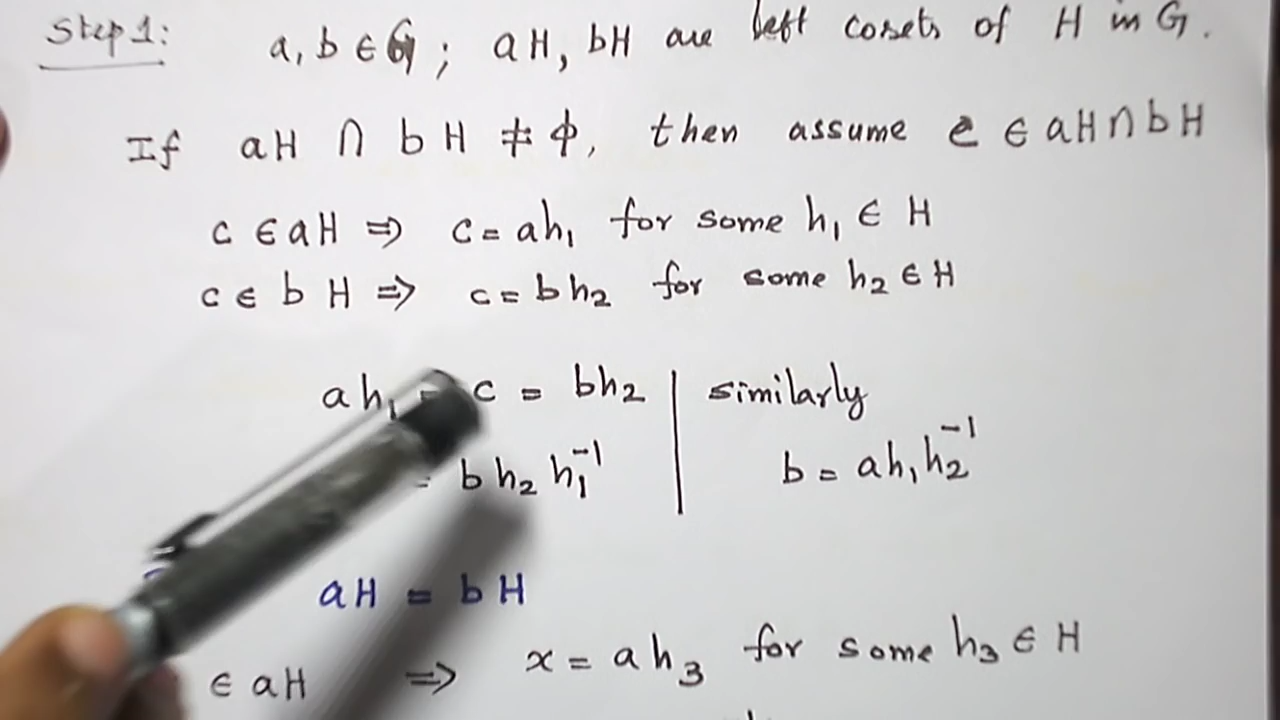 Step 1: a, b ∈ G ; aH, bH are left cosets of H in G.
If aH ∩ bH ≠ ϕ, then assume c ∈ aH ∩ bH
c ∈ aH ⇒ c = ah₁ for some h₁ ∈ H
c ∈ bH ⇒ c = bh₂ for some h₂ ∈ H
ah₁ = c = bh₂ | similarly
= bh₂h₁⁻¹ | b = ah₁h₂⁻¹
aH = bH
∈ aH ⇒ x = ah₃ for some h₃ ∈ H